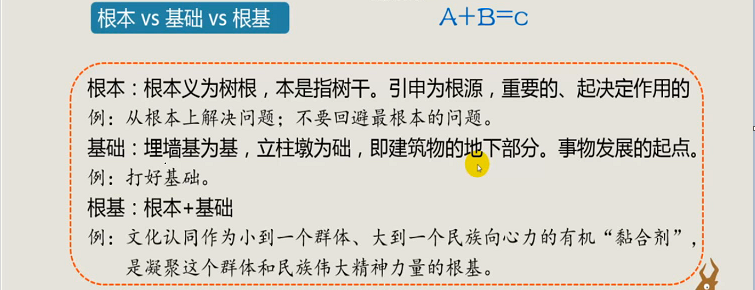 根本 vs 基础 vs 根基
A+B=c
根本：根本义为树根，本是指树干。引申为根源，重要的、起决定作用的
例：从根本上解决问题；不要回避最根本的问题。
基础：埋墙基为基，立柱墩为础，即建筑物的地下部分。事物发展的起点。
例：打好基础。
根基：根本+基础
例：文化认同作为小到一个群体、大到一个民族向心力的有机“黏合剂”，
是凝聚这个群体和民族伟大精神力量的根基。